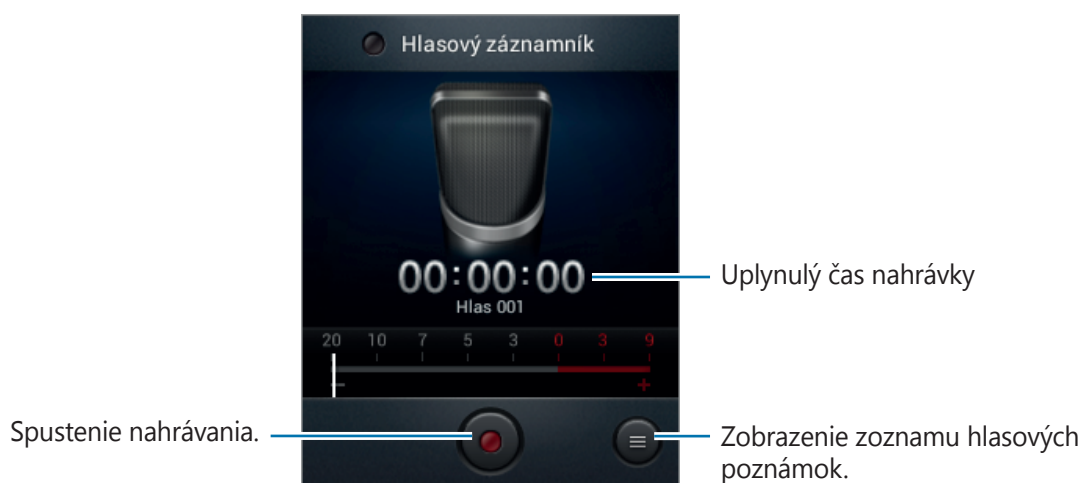 Hlasový záznamník
00:00:00
Uplynulý čas nahrávky
Hlas 001
20 10 7 5 3 0 3 9
− +
Spustenie nahrávania.
Zobrazenie zoznamu hlasových
poznámok.